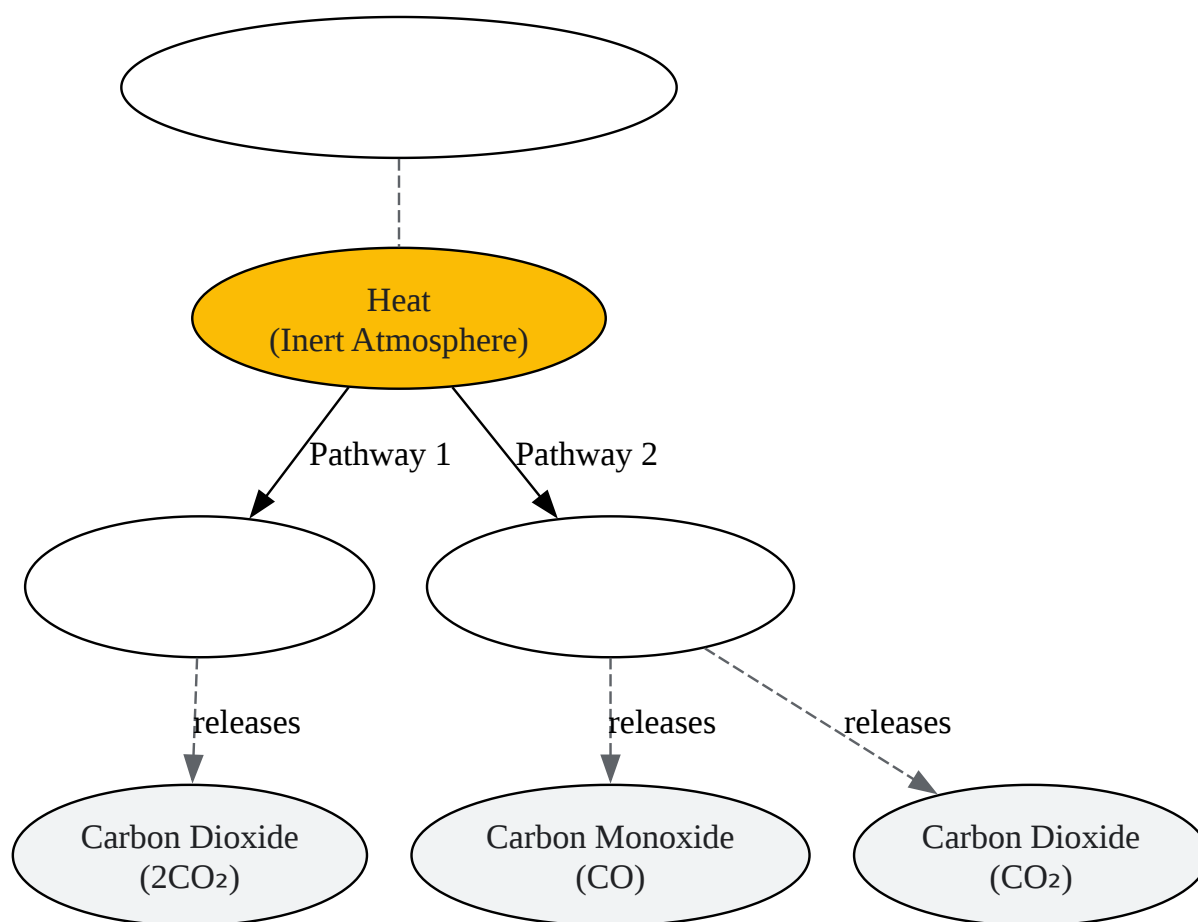 Heat
(Inert Atmosphere)
Pathway 1
Pathway 2
releases
releases
releases
Carbon Dioxide
(2CO₂)
Carbon Monoxide
(CO)
Carbon Dioxide
(CO₂)